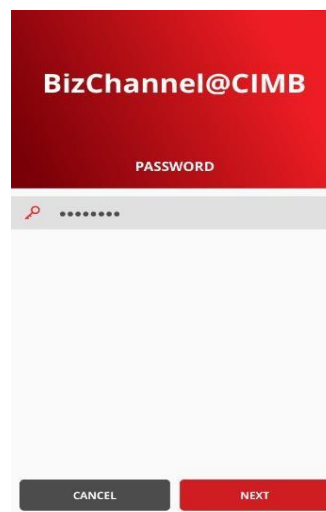 BizChannel@CIMB
PASSWORD
••••••••
CANCEL
NEXT